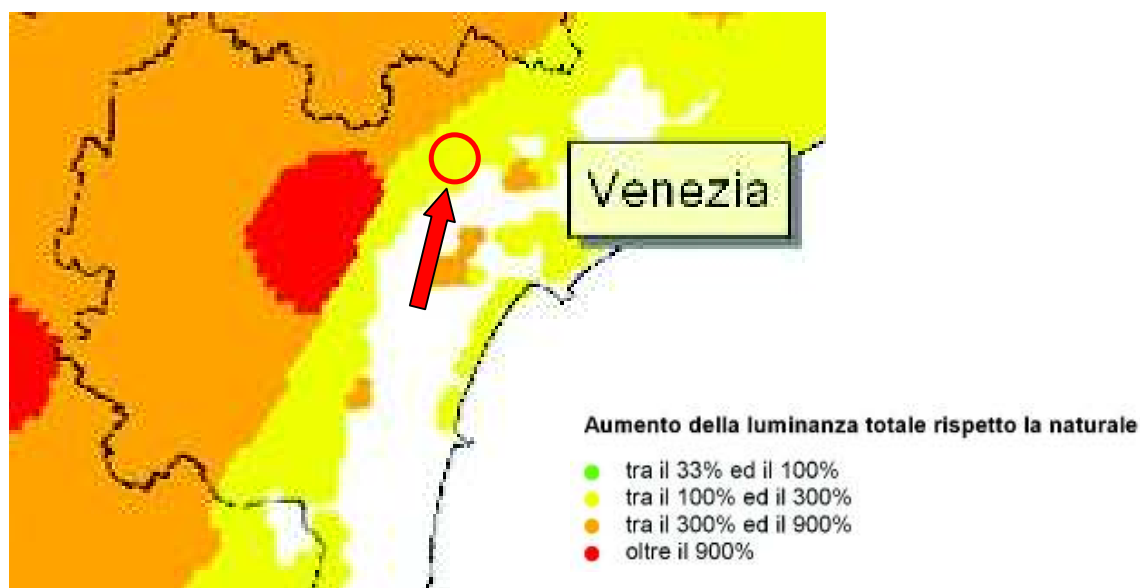 Venezia
Aumento della luminanza totale rispetto la naturale
tra il 33% ed il 100%
tra il 100% ed il 300%
tra il 300% ed il 900%
oltre il 900%